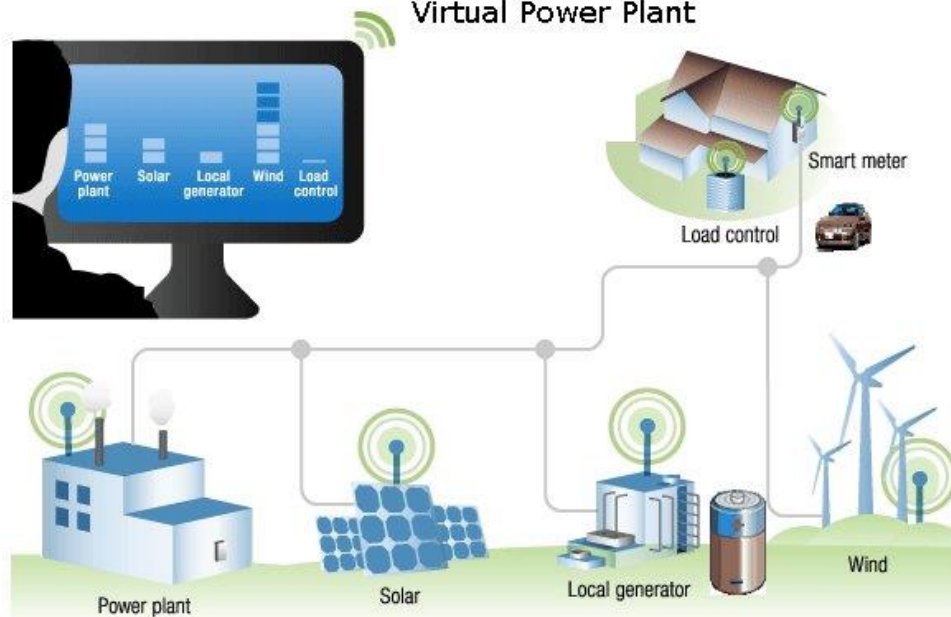 Virtual Power Plant
Power
plant
Solar
Local
generator
Wind
Load
control
Smart meter
Load control
Power plant
Solar
Local generator
Wind